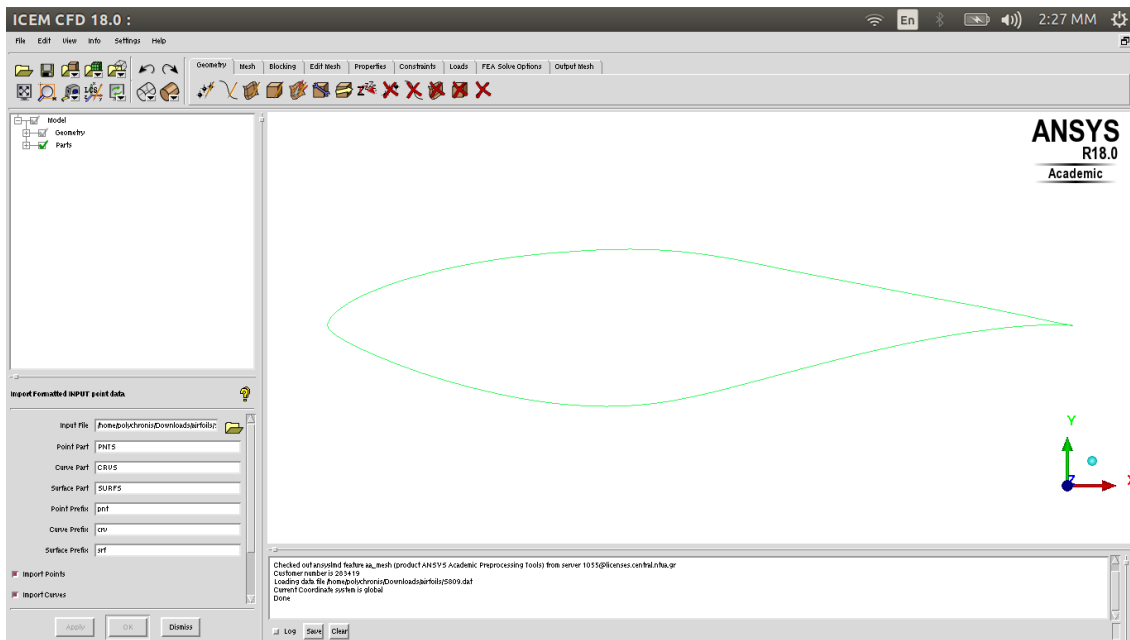 ICEM CFD 18.0 :
En
2:27 MM
File Edit View Info Settings Help
Geometry Mesh Blocking Edit Mesh Properties Constraints Loads FEA Solve Options Output Mesh
LCS
Model
Geometry
Parts
ANSYS
R18.0
Academic
Import Formatted INPUT point data
Input File /home/polychronis/Downloads/airfoils/
Point Part PNTS
Curve Part CRVS
Surface Part SURFS
Point Prefix pnt
Curve Prefix crv
Surface Prefix srf
Import Points
Import Curves
Apply OK Dismiss
Y
Z
X
Checked out ansyslmd feature aa_mesh (product ANSYS Academic Preprocessing Tools) from server 1055@licenses.central.ntua.gr
Customer number is 283419
Loading data file /home/polychronis/Downloads/airfoils/S809.dat
Current Coordinate system is global
Done
Log Save Clear